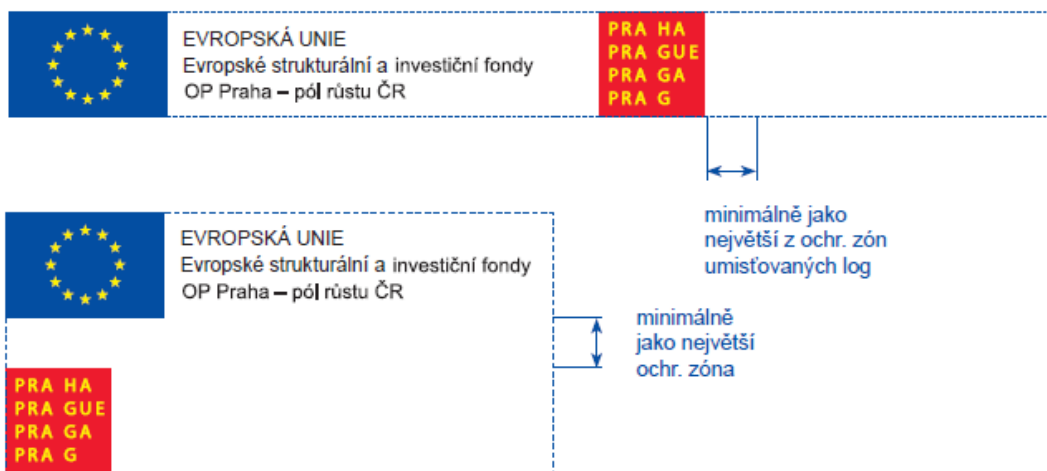 EVROPSKÁ UNIE
Evropské strukturální a investiční fondy
OP Praha – pól růstu ČR
PRA HA
PRA GUE
PRA GA
PRA G
minimálně jako
největší z ochr. zón
umisťovaných log
EVROPSKÁ UNIE
Evropské strukturální a investiční fondy
OP Praha – pól růstu ČR
minimálně
jako největší
ochr. zóna
PRA HA
PRA GUE
PRA GA
PRA G